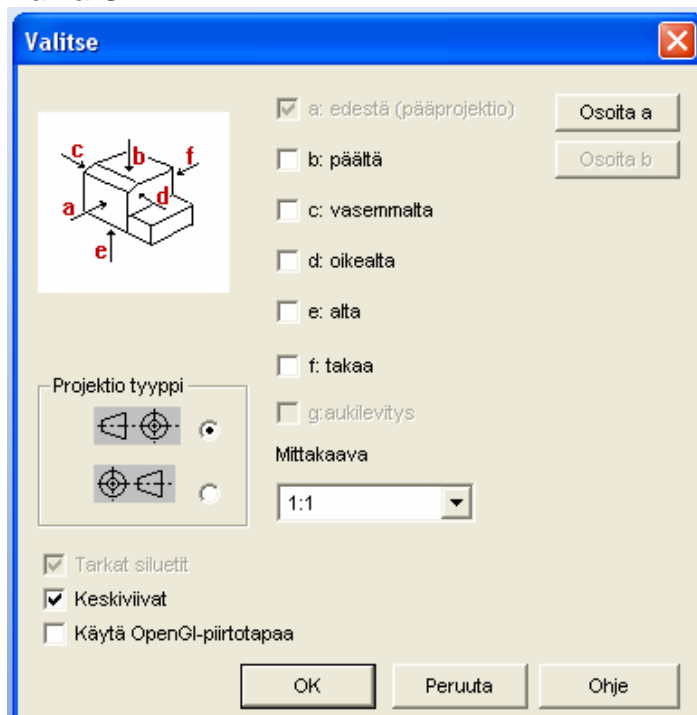 Valitse
a: edestä (pääprojektio)
Osoita a
b: päältä
Osoita b
c: vasemmalta
d: oikealta
e: alta
f: takaa
g:aukilevitys
c
b
f
a
d
e
Projektio tyyppi
Mittakaava
1:1
Tarkat siluetit
Keskiviivat
Käytä OpenGl-piirtotapaa
OK
Peruuta
Ohje